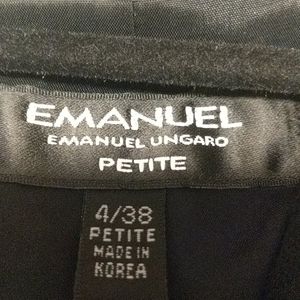 EMANUEL
EMANUEL UNGARO
PETITE
4/38
PETITE
MADE IN
KOREA